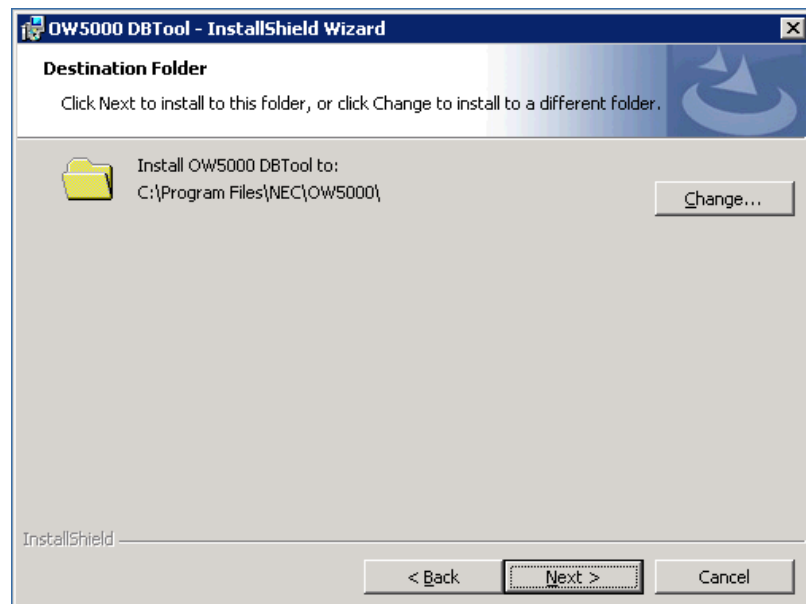 OW5000 DBTool - InstallShield Wizard
Destination Folder
Click Next to install to this folder, or click Change to install to a different folder.
Install OW5000 DBTool to:
C:\Program Files\NEC\OW5000\
Change...
InstallShield
< Back
Next >
Cancel